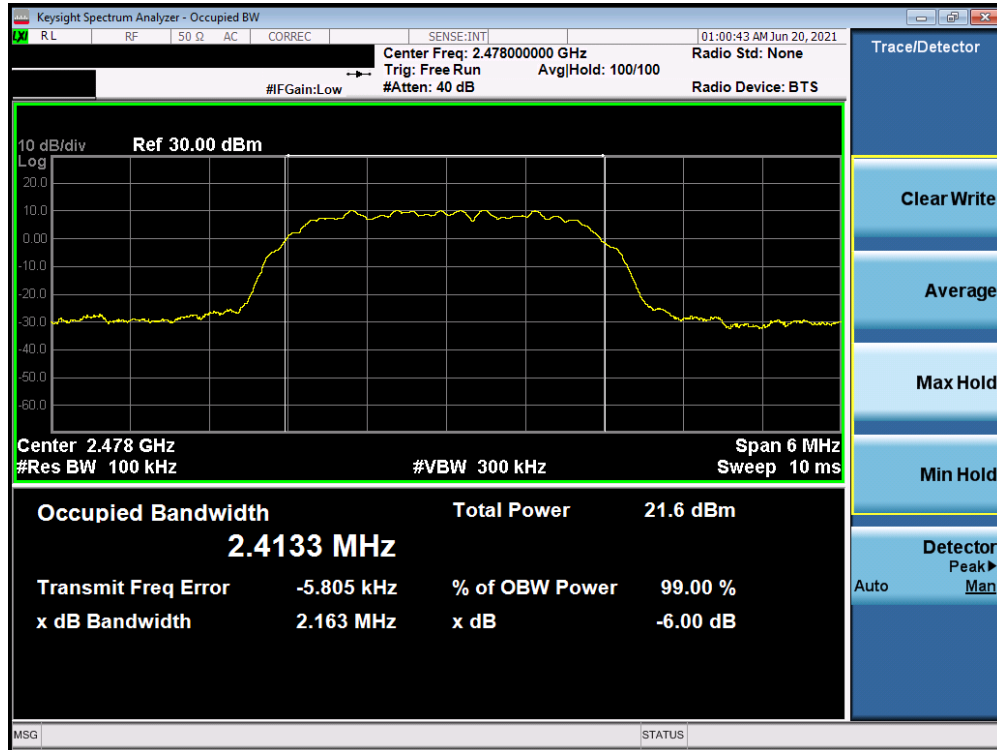 Keysight Spectrum Analyzer - Occupied BW
LXI RL RF 50 Ω AC CORREC SENSE:INT 01:00:43 AM Jun 20, 2021
Center Freq: 2.478000000 GHz Radio Std: None
Trig: Free Run Avg|Hold: 100/100
#IFGain:Low #Atten: 40 dB Radio Device: BTS
Trace/Detector
10 dB/div Ref 30.00 dBm
Log
20.0
10.0
0.00
-10.0
-20.0
-30.0
-40.0
-50.0
-60.0
Center 2.478 GHz Span 6 MHz
#Res BW 100 kHz #VBW 300 kHz Sweep 10 ms
Occupied Bandwidth Total Power 21.6 dBm
2.4133 MHz
Transmit Freq Error -5.805 kHz % of OBW Power 99.00 %
x dB Bandwidth 2.163 MHz x dB -6.00 dB
Clear Write
Average
Max Hold
Min Hold
Detector
Peak▶
Auto Man
MSG STATUS